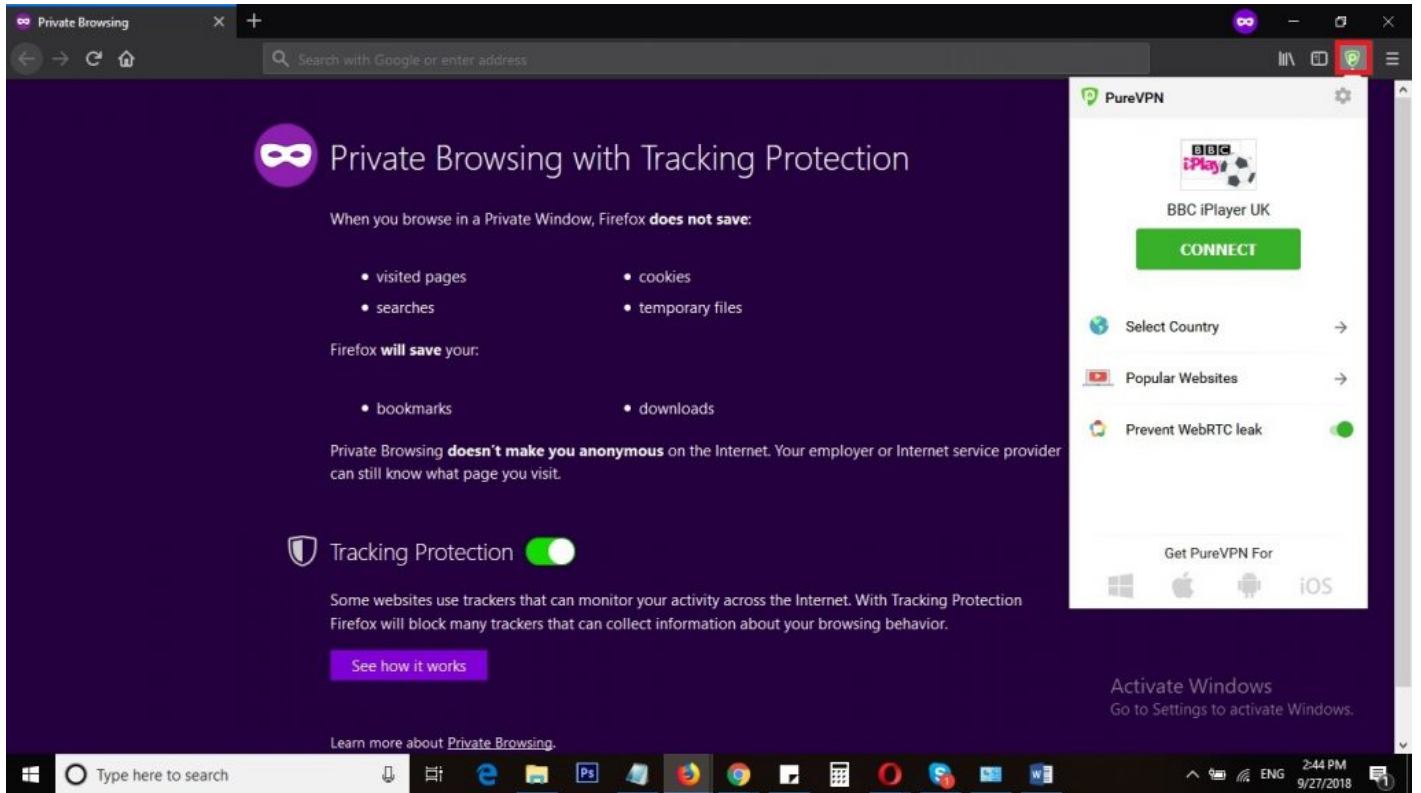 Private Browsing
Search with Google or enter address
PureVPN
BBC
iPlay
BBC iPlayer UK
CONNECT
Select Country
Popular Websites
Prevent WebRTC leak
Get PureVPN For
iOS
Private Browsing with Tracking Protection
When you browse in a Private Window, Firefox does not save:
• visited pages
• cookies
• searches
• temporary files
Firefox will save your:
• bookmarks
• downloads
Private Browsing doesn't make you anonymous on the Internet. Your employer or Internet service provider
can still know what page you visit.
Tracking Protection
Some websites use trackers that can monitor your activity across the Internet. With Tracking Protection
Firefox will block many trackers that can collect information about your browsing behavior.
See how it works
Learn more about Private Browsing.
Activate Windows
Go to Settings to activate Windows.
Type here to search
Ps
ENG
2:44 PM
9/27/2018
1